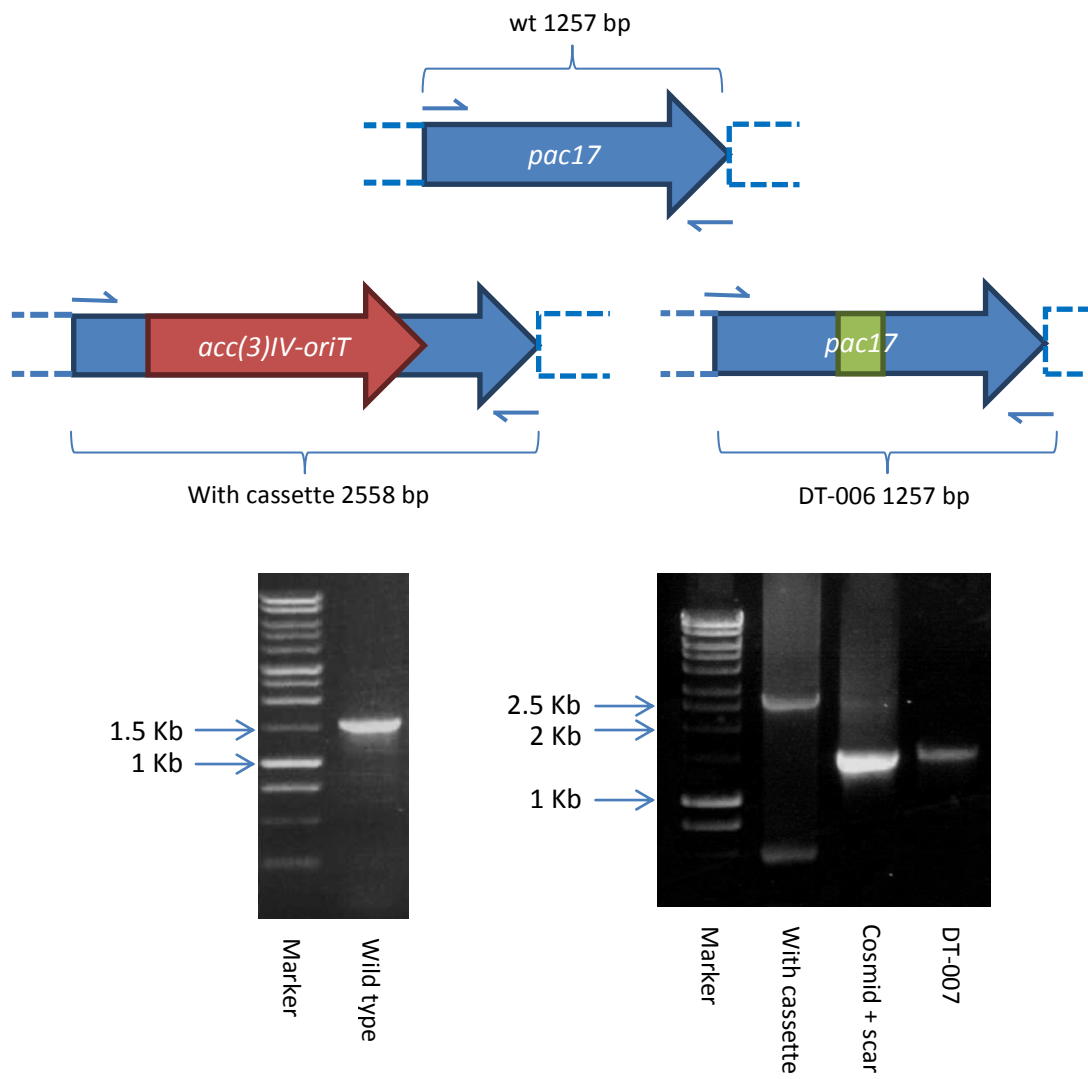 wt 1257 bp
pac17
acc(3)IV-oriT
pac17
With cassette 2558 bp
DT-006 1257 bp
1.5 Kb
1 Kb
2.5 Kb
2 Kb
1 Kb
Marker
Wild type
Marker
With cassette
Cosmid + scar
DT-007